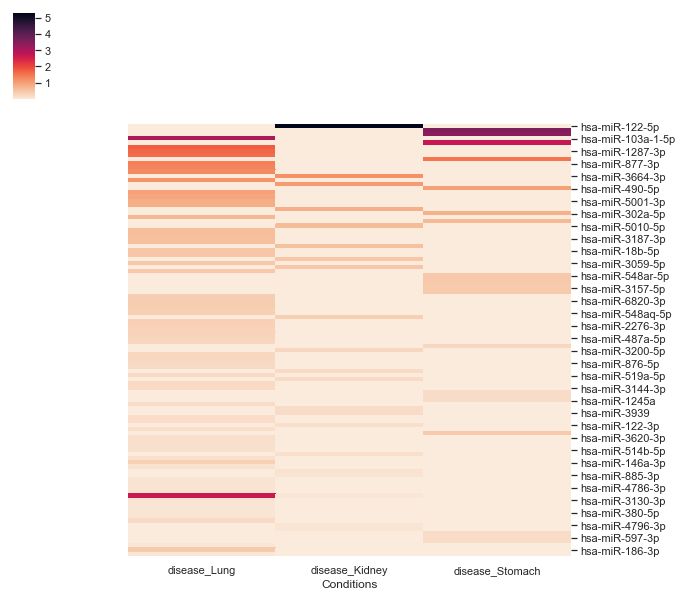 5
4
3
2
1
hsa-miR-122-5p
hsa-miR-103a-1-5p
hsa-miR-1287-3p
hsa-miR-877-3p
hsa-miR-3664-3p
hsa-miR-490-5p
hsa-miR-5001-3p
hsa-miR-302a-5p
hsa-miR-5010-5p
hsa-miR-3187-3p
hsa-miR-18b-5p
hsa-miR-3059-5p
hsa-miR-548ar-5p
hsa-miR-3157-5p
hsa-miR-6820-3p
hsa-miR-548aq-5p
hsa-miR-2276-3p
hsa-miR-487a-5p
hsa-miR-3200-5p
hsa-miR-876-5p
hsa-miR-519a-5p
hsa-miR-3144-3p
hsa-miR-1245a
hsa-miR-3939
hsa-miR-122-3p
hsa-miR-3620-3p
hsa-miR-514b-5p
hsa-miR-146a-3p
hsa-miR-885-3p
hsa-miR-4786-3p
hsa-miR-3130-3p
hsa-miR-380-5p
hsa-miR-4796-3p
hsa-miR-597-3p
hsa-miR-186-3p
disease_Lung disease_Kidney disease_Stomach
Conditions